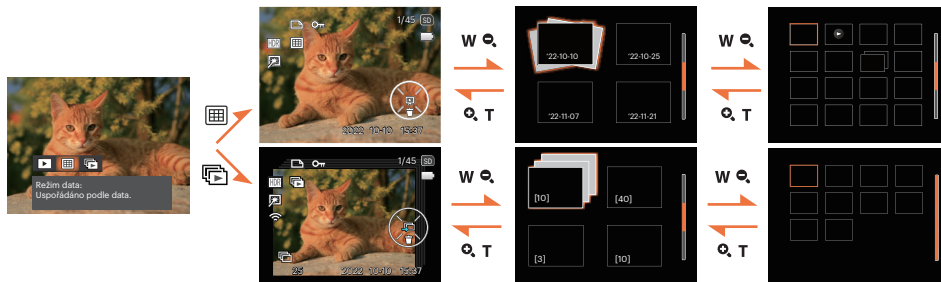 Režim data:
Uspořádáno podle data.
1/45 SD
HDR
2022 10-10 15:37
W
T
'22-10-10
'22-10-25
'22-11-07
'22-11-21
W
T
1/45 SD
HDR
25
2022 10-10 15:37
W
T
[10]
[40]
[3]
[10]
W
T